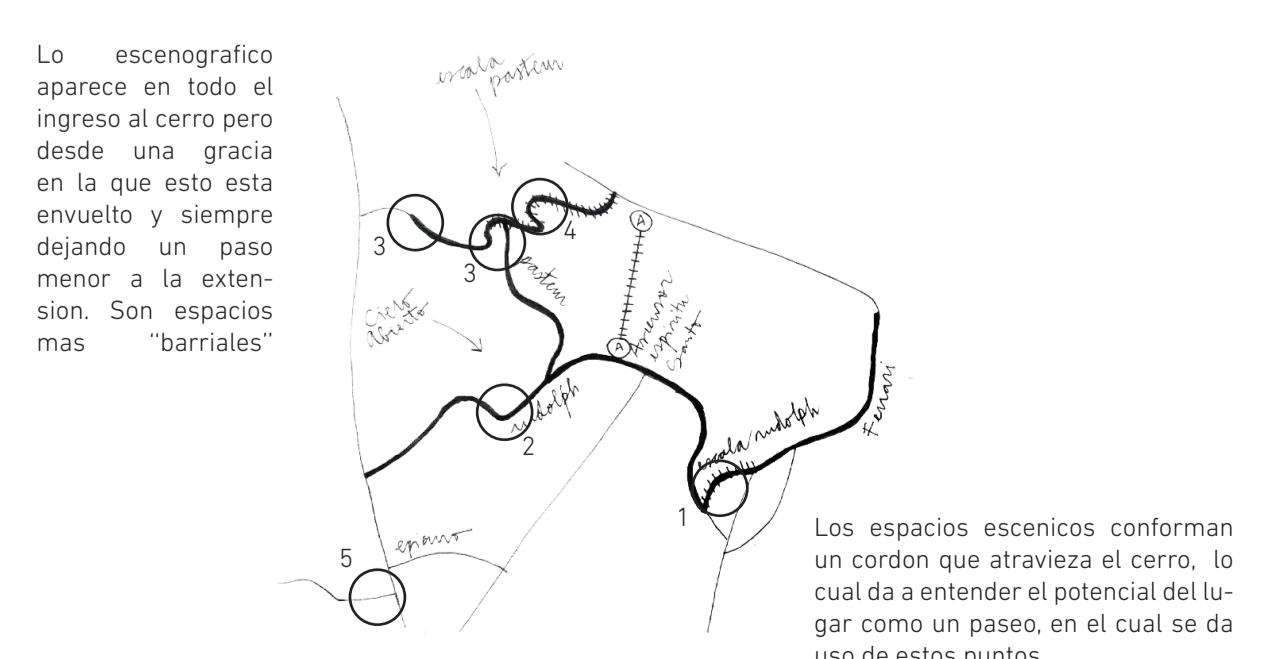 Lo escenografico
aparece en todo el
ingreso al cerro pero
desde una gracia
en la que esto esta
envuelto y siempre
dejando un paso
menor a la exten-
sion. Son espacios
mas “barriales”
escala
pasteur
4
3
3
pasteur
A
A
Ascensor
espiritu
Santo
Cielo
Abierto
rudolph
2
Ferrari
escala rudolph
1
5
Los espacios escenicos conforman
un cordon que atravieza el cerro, lo
cual da a entender el potencial del lu-
gar como un paseo, en el cual se da
uso de estos puntos